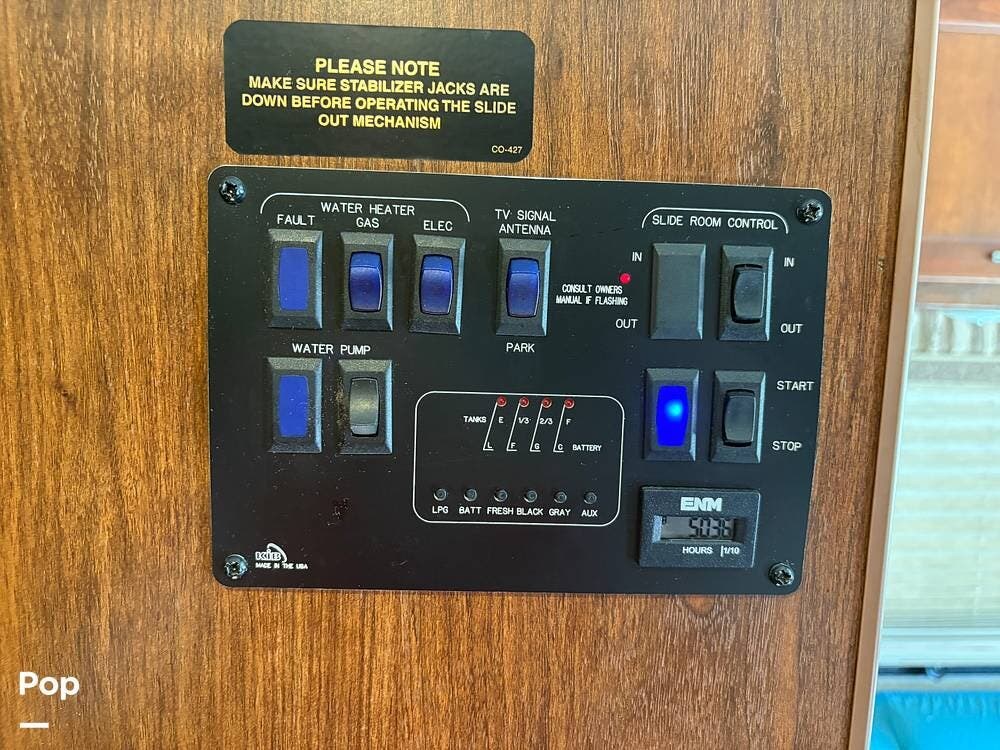 PLEASE NOTE
MAKE SURE STABILIZER JACKS ARE
DOWN BEFORE OPERATING THE SLIDE
OUT MECHANISM
CO-427
WATER HEATER
FAULT GAS ELEC
TV SIGNAL
ANTENNA
PARK
SLIDE ROOM CONTROL
IN IN
CONSULT OWNERS
MANUAL IF FLASHING
OUT OUT
WATER PUMP
TANKS E 1/3 2/3 F
L F G C BATTERY
LPG BATT FRESH BLACK GRAY AUX
START
STOP
ENM
HOURS 1/10
KIB
MADE IN THE USA
Pop